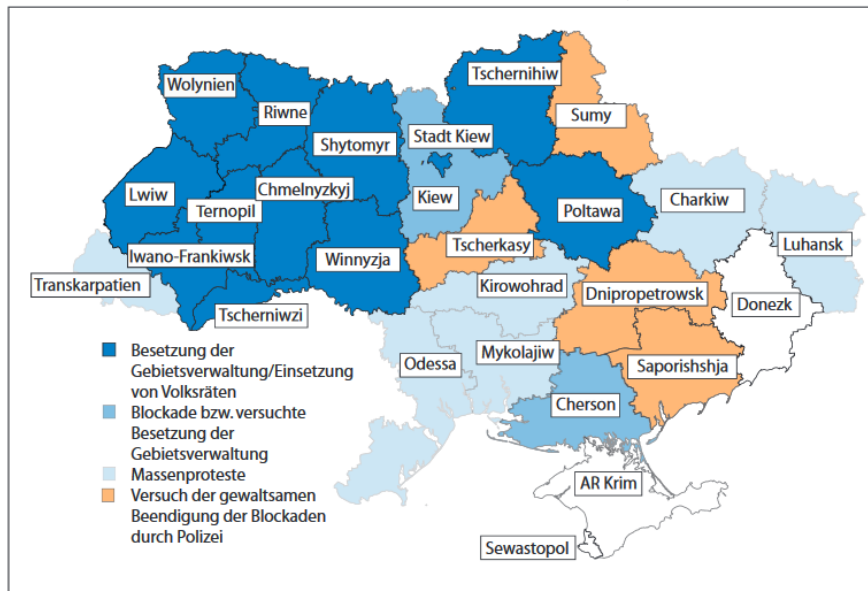 Wolynien
Tschernihiw
Riwne
Sumy
Stadt Kiew
Shytomyr
Lwiw
Chmelnyzkyj
Kiew
Charkiw
Ternopil
Poltawa
Tscherkasy
Luhansk
Iwano-Frankiwsk
Winnyzja
Transkarpatien
Kirowohrad
Dnipropetrowsk
Donezk
Tscherniwzi
Odessa
Mykolajiw
Saporishshja
Cherson
AR Krim
Sewastopol
Besetzung der
Gebietsverwaltung/Einsetzung
von Volksräten
Blockade bzw. versuchte
Besetzung der
Gebietsverwaltung
Massenproteste
Versuch der gewaltsamen
Beendigung der Blockaden
durch Polizei